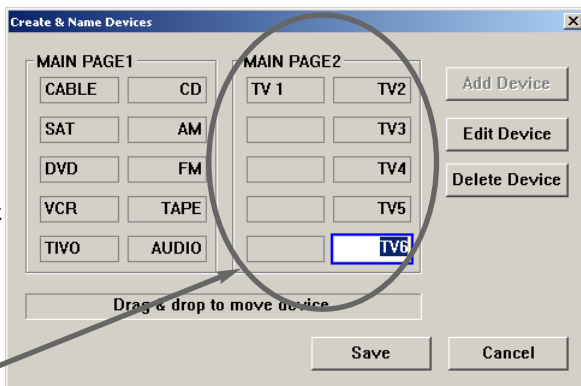 Create & Name Devices
MAIN PAGE1 MAIN PAGE2
CABLE CD TV 1 TV2 Add Device
SAT AM TV3 Edit Device
DVD FM TV4 Delete Device
VCR TAPE TV5
TIVO AUDIO TV6
Drag & drop to move device
Save Cancel